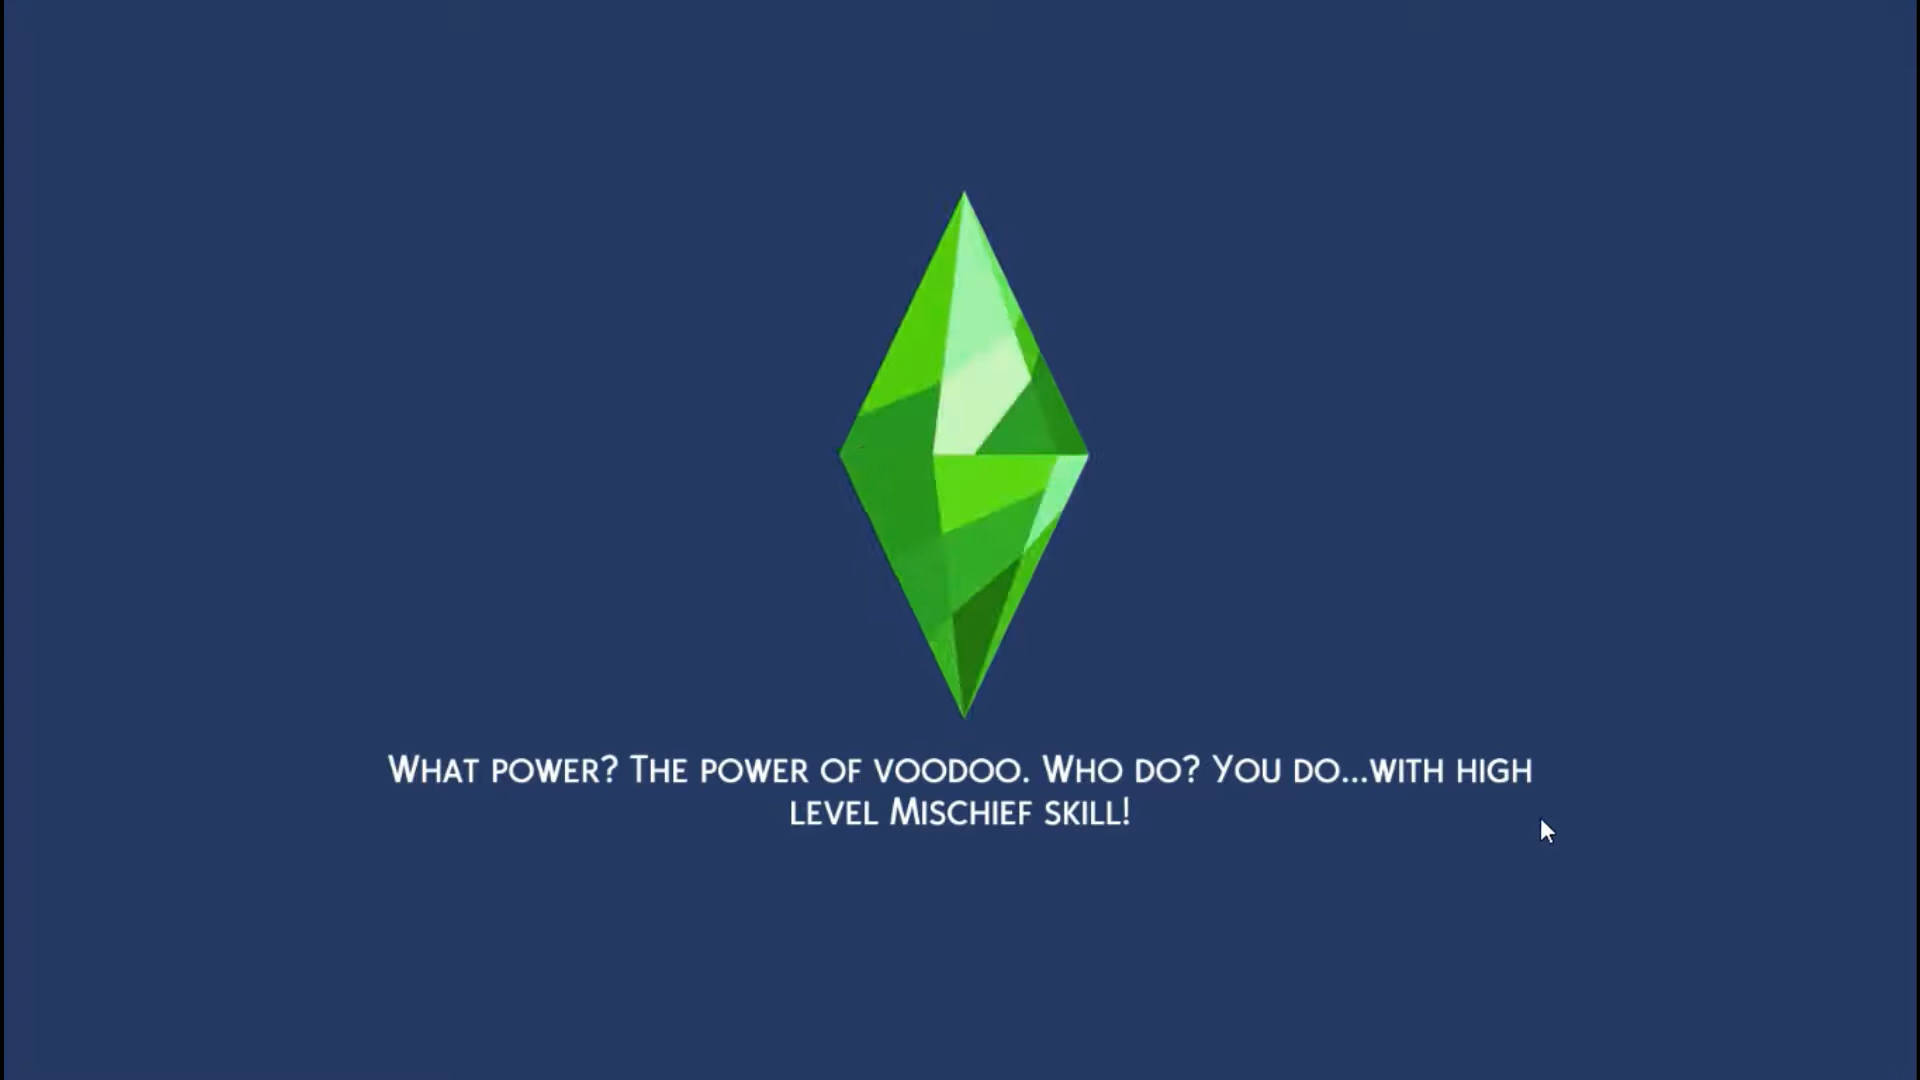 What power? The power of voodoo. Who do? You do...with high
level Mischief skill!